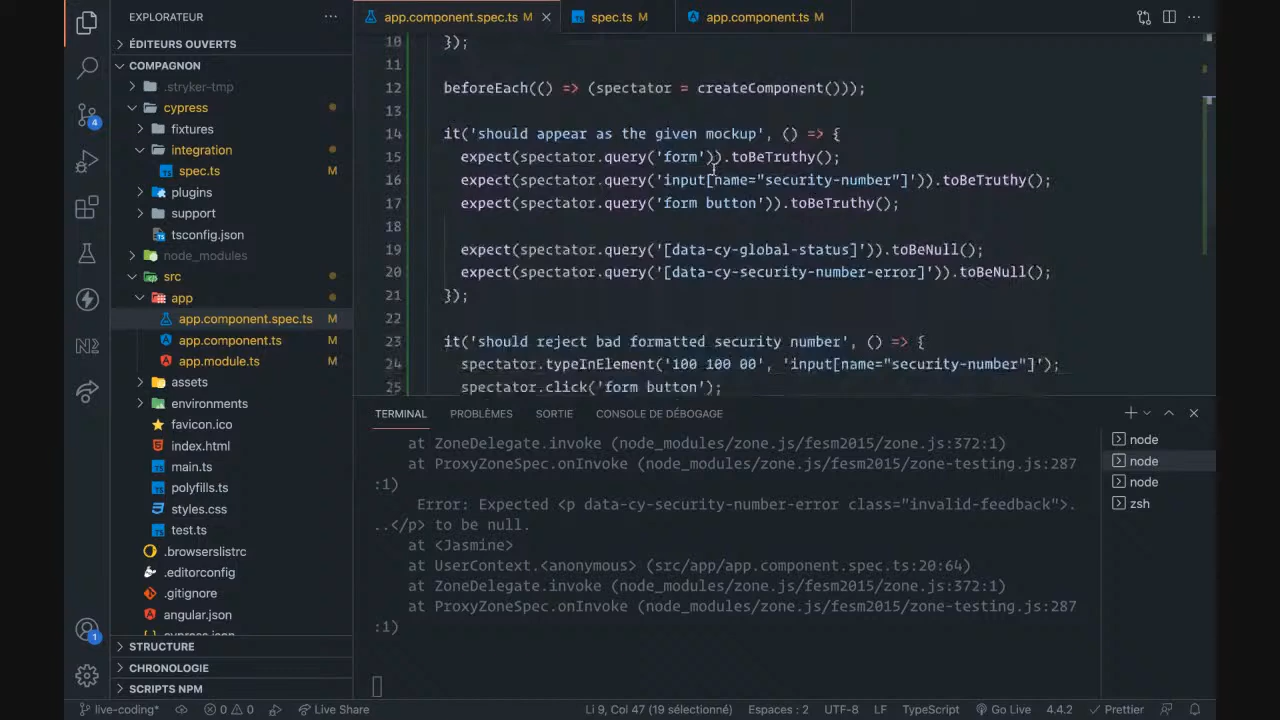 EXPLORATEUR
ÉDITEURS OUVERTS
COMPAGNON
.stryker-tmp
cypress
fixtures
integration
spec.ts M
plugins
support
tsconfig.json
node_modules
src
app
app.component.spec.ts M
app.component.ts M
app.module.ts M
assets
environments
favicon.ico
index.html
main.ts
polyfills.ts
styles.css
test.ts
.browserslistrc
.editorconfig
.gitignore
angular.json
cypress.json
STRUCTURE
CHRONOLOGIE
SCRIPTS NPM
4
N2
1
app.component.spec.ts M
spec.ts M
app.component.ts M
10 });
11
12 beforeEach(() => (spectator = createComponent()));
13
14 it('should appear as the given mockup', () => {
15 expect(spectator.query('form')).toBeTruthy();
16 expect(spectator.query('input[name="security-number"]')).toBeTruthy();
17 expect(spectator.query('form button')).toBeTruthy();
18
19 expect(spectator.query('[data-cy-global-status]')).toBeNull();
20 expect(spectator.query('[data-cy-security-number-error]')).toBeNull();
21 });
22
23 it('should reject bad formatted security number', () => {
24 spectator.typeInElement('100 100 00', 'input[name="security-number"]');
25 spectator.click('form button');
TERMINAL PROBLÈMES SORTIE CONSOLE DE DÉBOGAGE
at ZoneDelegate.invoke (node_modules/zone.js/fesm2015/zone.js:372:1)
at ProxyZoneSpec.onInvoke (node_modules/zone.js/fesm2015/zone-testing.js:287
:1)
Error: Expected <p data-cy-security-number-error class="invalid-feedback">.
..</p> to be null.
at <Jasmine>
at UserContext.<anonymous> (src/app/app.component.spec.ts:20:64)
at ZoneDelegate.invoke (node_modules/zone.js/fesm2015/zone.js:372:1)
at ProxyZoneSpec.onInvoke (node_modules/zone.js/fesm2015/zone-testing.js:287
:1)
node
node
node
zsh
live-coding* 0 0 Live Share Li 9, Col 47 (19 sélectionné) Espaces : 2 UTF-8 LF TypeScript Go Live 4.4.2 Prettier